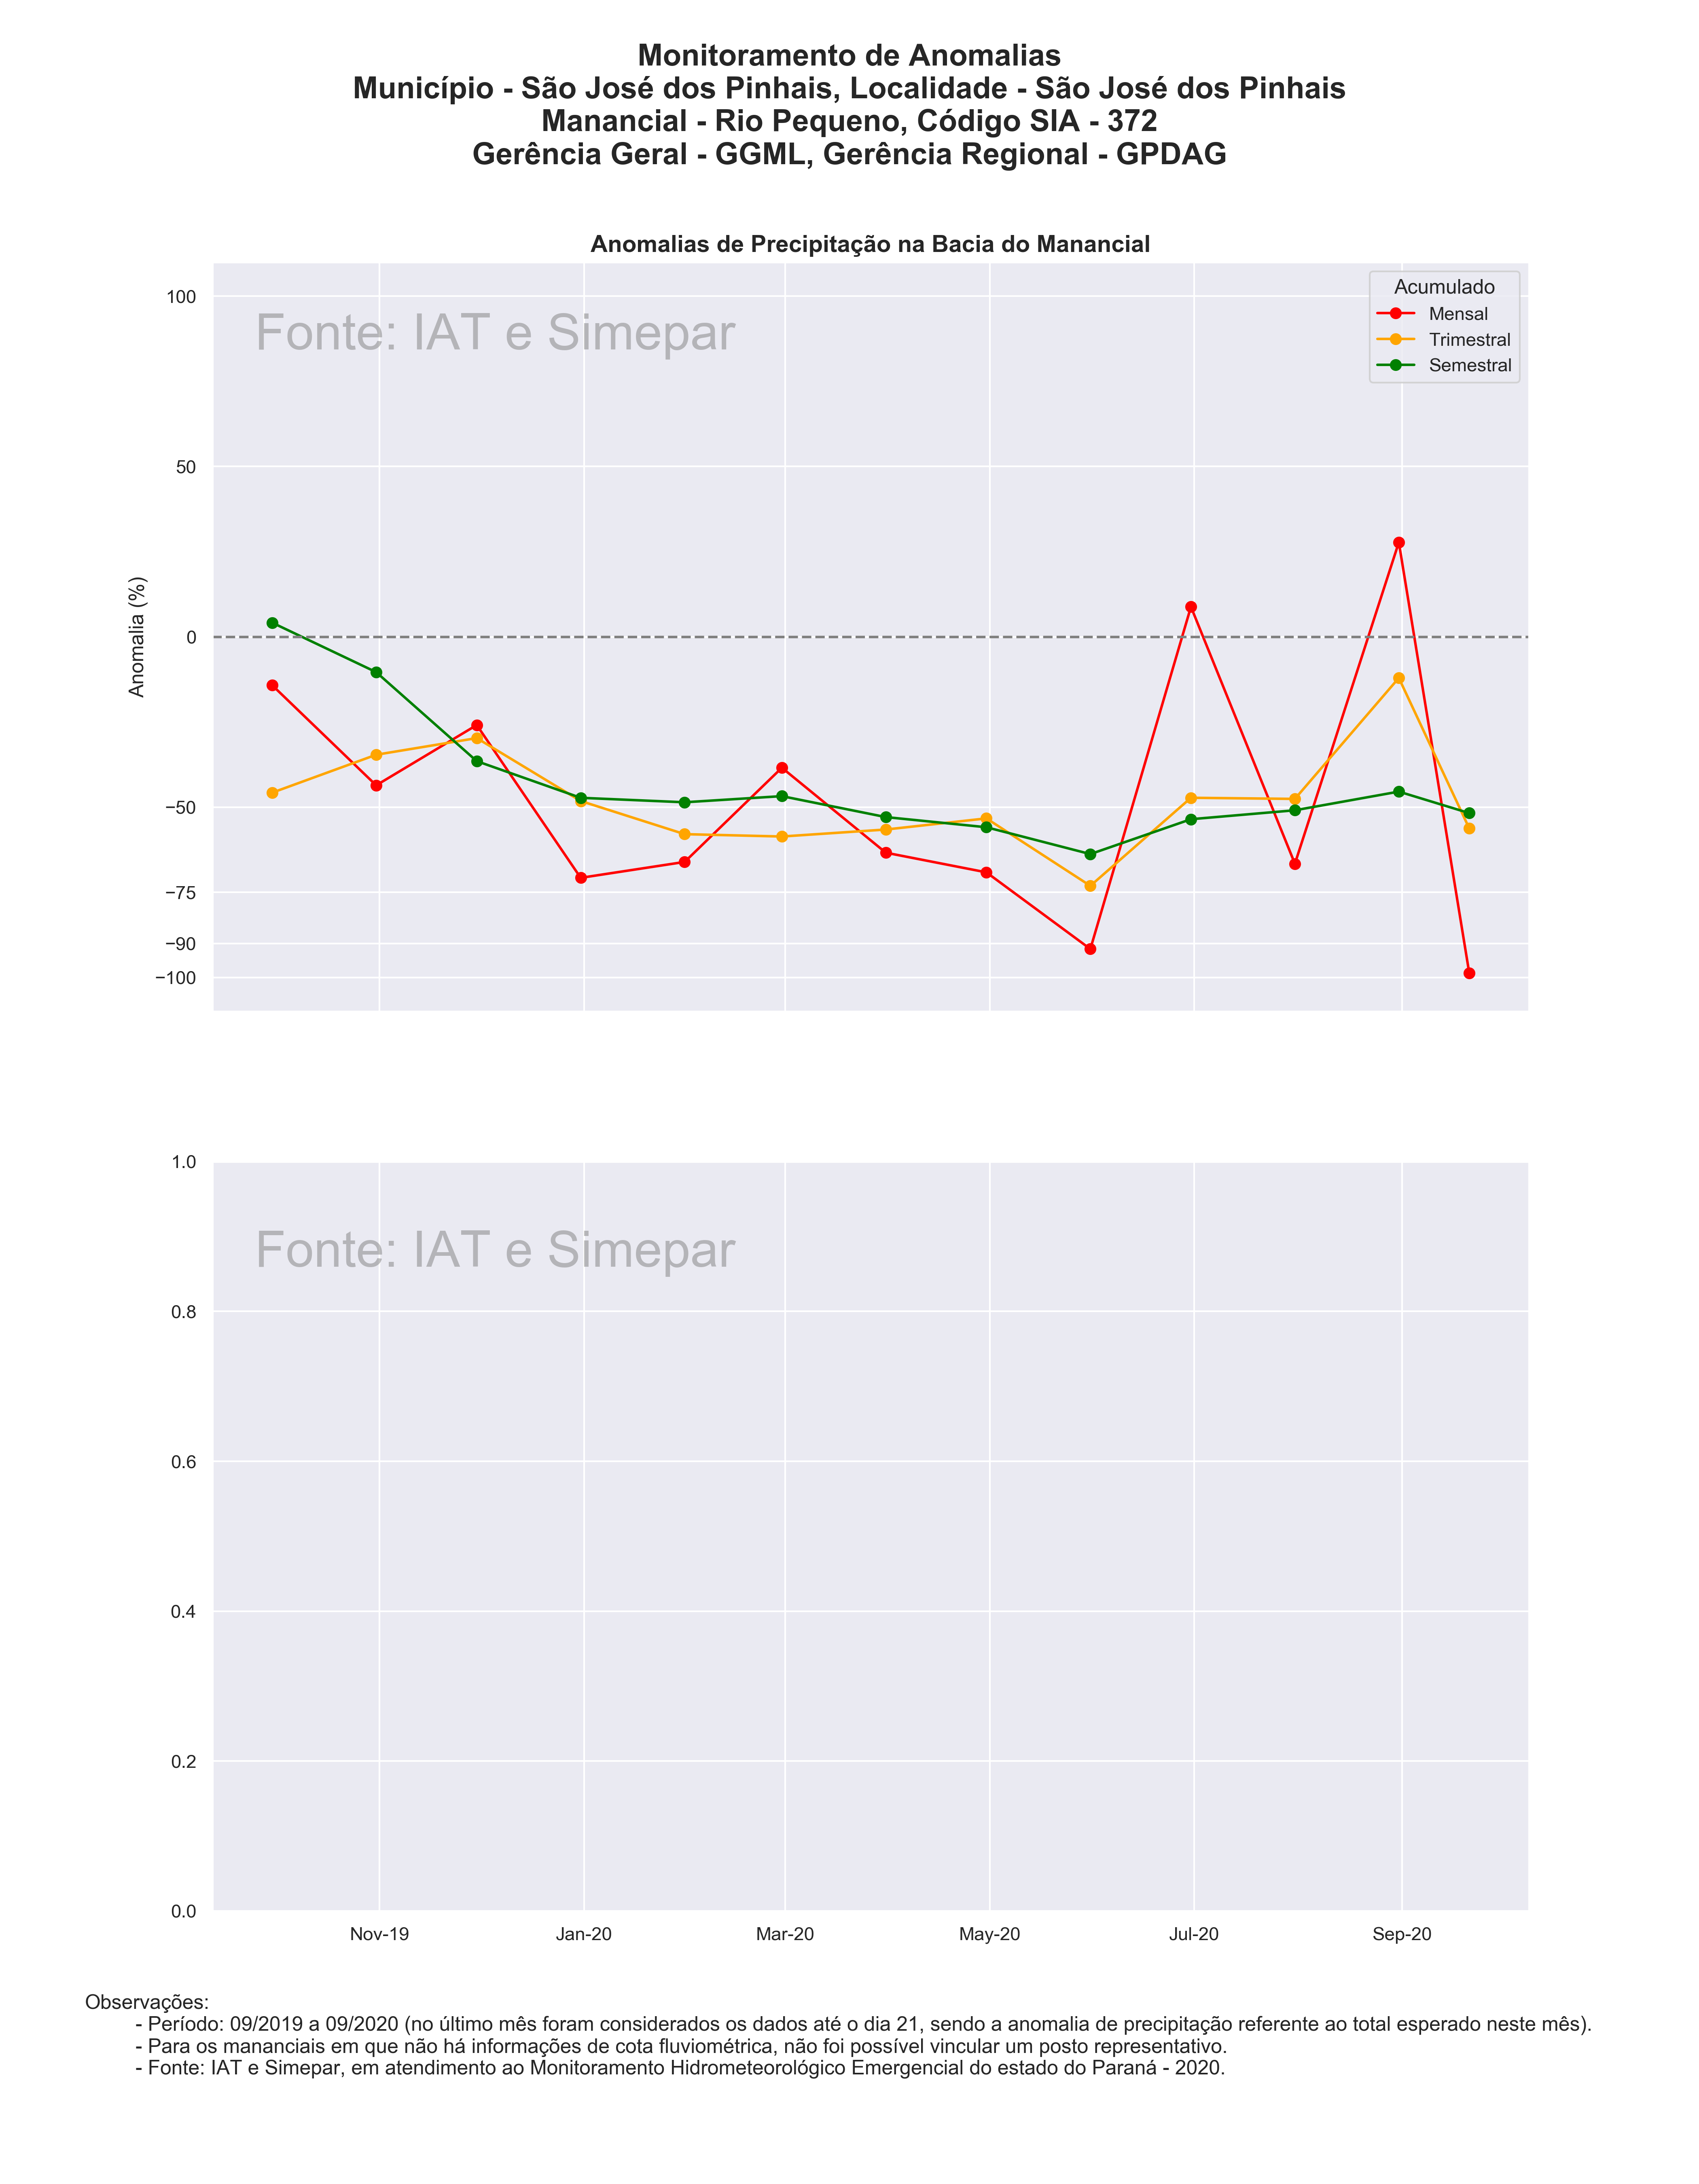 Monitoramento de Anomalias
Município - São José dos Pinhais, Localidade - São José dos Pinhais
Manancial - Rio Pequeno, Código SIA - 372
Gerência Geral - GGML, Gerência Regional - GPDAG
Anomalias de Precipitação na Bacia do Manancial
Fonte: IAT e Simepar
Acumulado
Mensal
Trimestral
Semestral
Anomalia (%)
100
50
0
−50
−75
−90
−100
Fonte: IAT e Simepar
1.0
0.8
0.6
0.4
0.2
0.0
Nov-19 Jan-20 Mar-20 May-20 Jul-20 Sep-20
Observações:
- Período: 09/2019 a 09/2020 (no último mês foram considerados os dados até o dia 21, sendo a anomalia de precipitação referente ao total esperado neste mês).
- Para os mananciais em que não há informações de cota fluviométrica, não foi possível vincular um posto representativo.
- Fonte: IAT e Simepar, em atendimento ao Monitoramento Hidrometeorológico Emergencial do estado do Paraná - 2020.